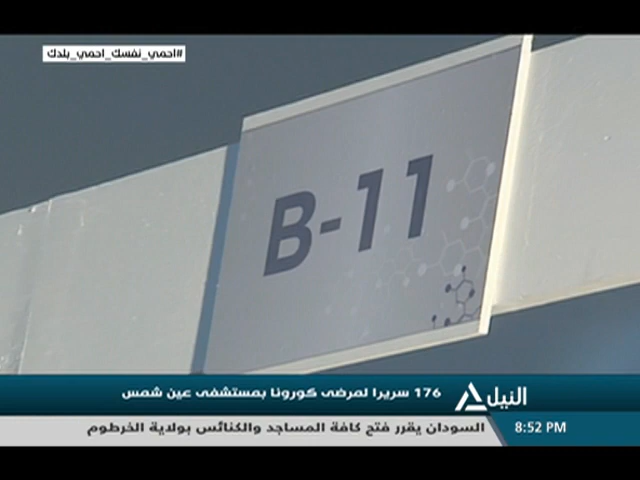 #احمي_نفسك_احمي_بلدك
B-11
176 سريرا لمرضى كورونا بمستشفى عين شمس
النيل
السودان يقرر فتح كافة المساجد والكنائس بولاية الخرطوم
8:52 PM